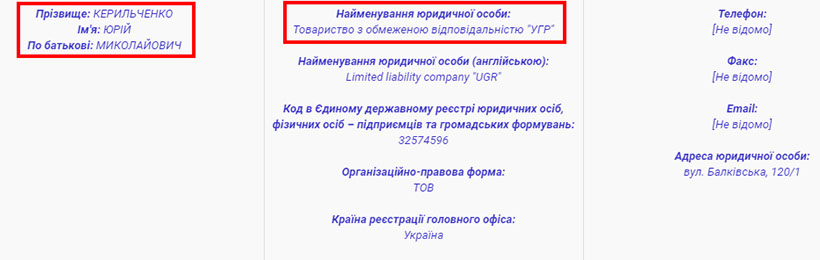 Прізвище: КЕРИЛЬЧЕНКО
Ім'я: ЮРІЙ
По батькові: МИКОЛАЙОВИЧ
Найменування юридичної особи:
Товариство з обмеженою відповідальністю "УГР"
Найменування юридичної особи (англійською):
Limited liability company "UGR"
Код в Єдиному державному реєстрі юридичних осіб,
фізичних осіб – підприємців та громадських формувань:
32574596
Організаційно-правова форма:
ТОВ
Країна реєстрації головного офіса:
Україна
Телефон:
[Не відомо]
Факс:
[Не відомо]
Email:
[Не відомо]
Адреса юридичної особи:
вул. Балківська, 120/1